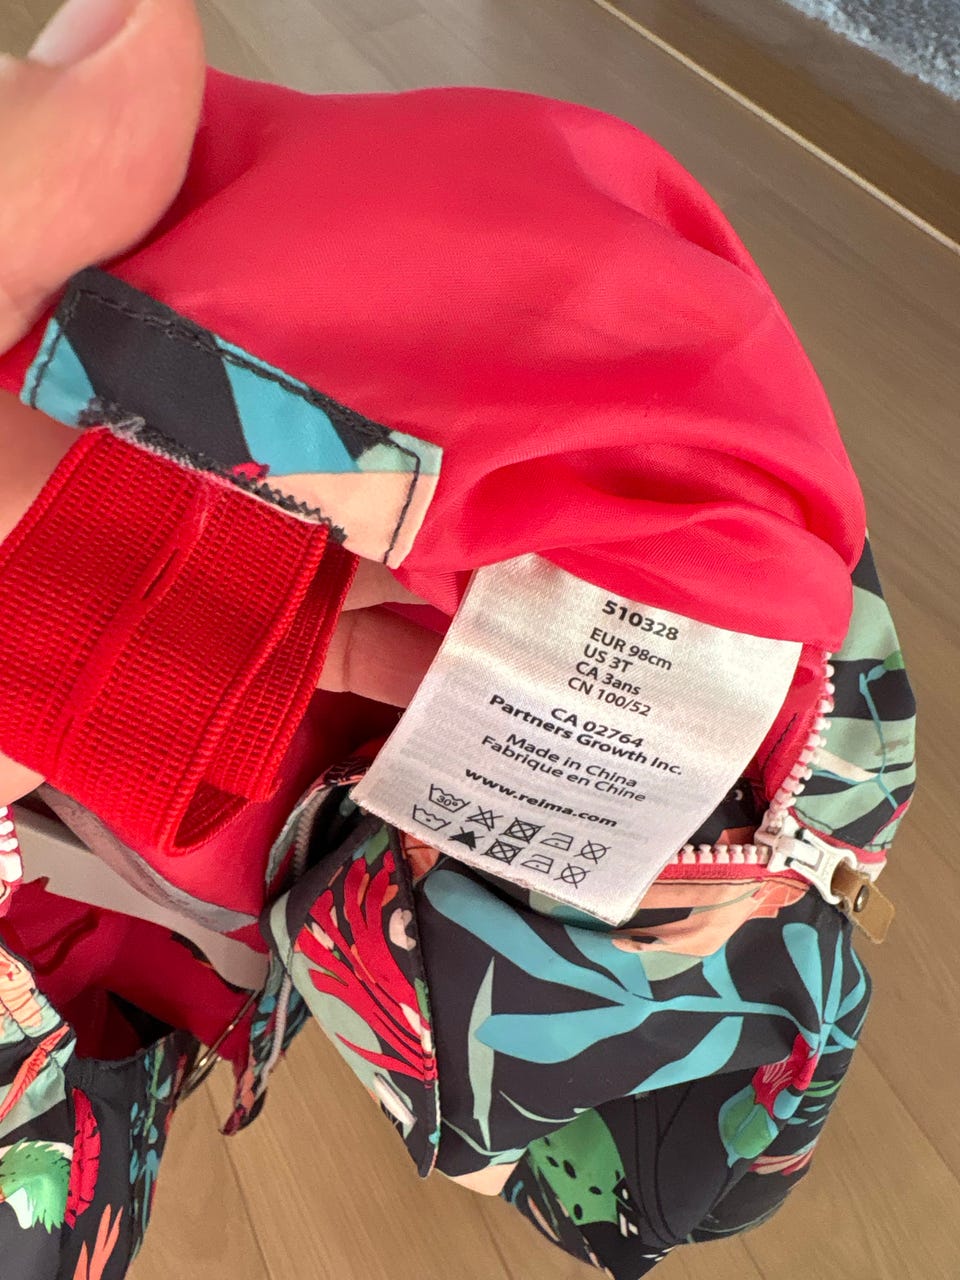 510328
EUR 98cm
US 3T
CA 3ans
CN 100/52
CA 02764
Partners Growth Inc.
Made in China
Fabrique en Chine
www.reima.com
30°